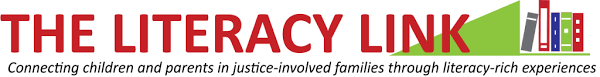 THE LITERACY LINK
Connecting children and parents in justice-involved families through literacy-rich experiences